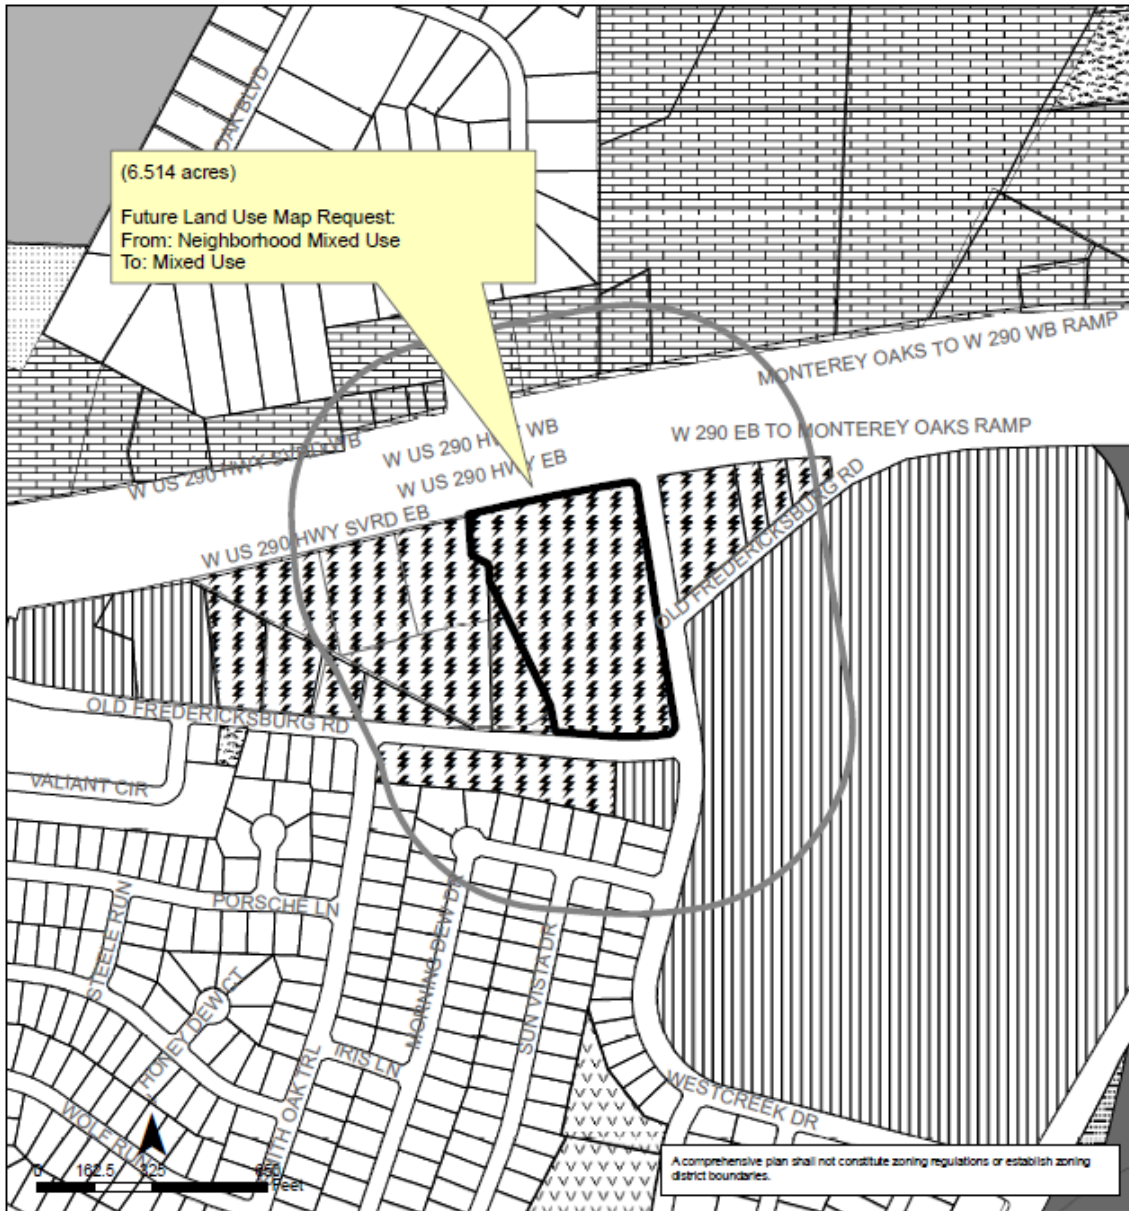 OAK BLVD
(6.514 acres)
Future Land Use Map Request:
From: Neighborhood Mixed Use
To: Mixed Use
MONTEREY OAKS TO W 290 WB RAMP
W 290 EB TO MONTEREY OAKS RAMP
W US 290 HWY SVRD WB
W US 290 HWY WB
W US 290 HWY EB
W US 290 HWY SVRD EB
OLD FREDERICKSBURG RD
OLD FREDERICKSBURG RD
VALIANT CIR
PORSCHE LN
STEELE RUN
HONEY DEW CT
MORNING DEW DR
SUN VISTA DR
IRIS LN
OAK TRL
WOLF RUN
WESTCREEK DR
0 162.5 325 650
Feet
A comprehensive plan shall not constitute zoning regulations or establish zoning
district boundaries.